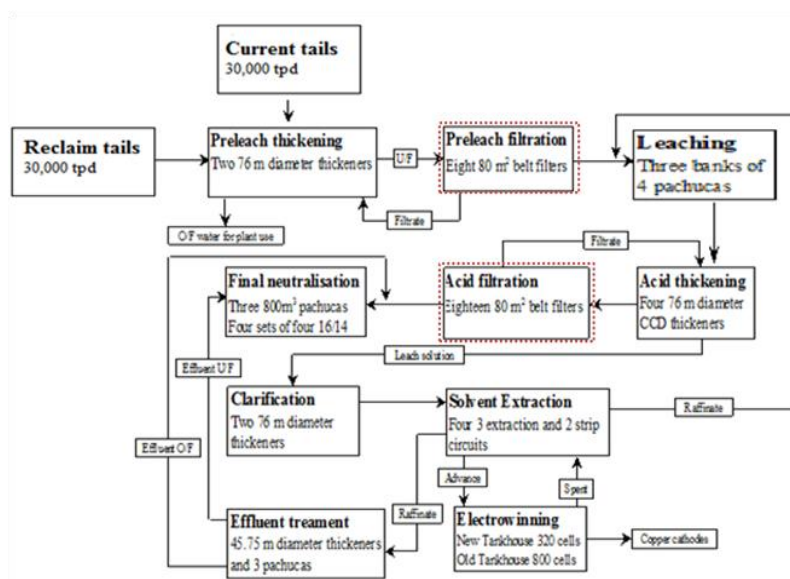 Current tails
30,000 tpd
Reclaim tails
30,000 tpd
Preleach thickening
Two 76 m diameter thickeners
U/F
Preleach filtration
Eight 80 m² belt filters
Leaching
Three banks of
4 pachucas
Filtrate
O/F water for plant use
Filtrate
Final neutralisation
Three 800m³ pachucas
Four sets of four 16/14
Acid filtration
Eighteen 80 m² belt filters
Acid thickening
Four 76 m diameter
CCD thickeners
Leach solution
Effluent UF
Clarification
Two 76 m diameter
thickeners
Solvent Extraction
Four 3 extraction and 2 strip
circuits
Raffinate
Effluent OF
Advance
Spent
Raffinate
Effluent treament
45.75 m diameter thickeners
and 3 pachucas
Electrowinning
New Tankhouse 320 cells
Old Tankhouse 800 cells
Copper cathodes